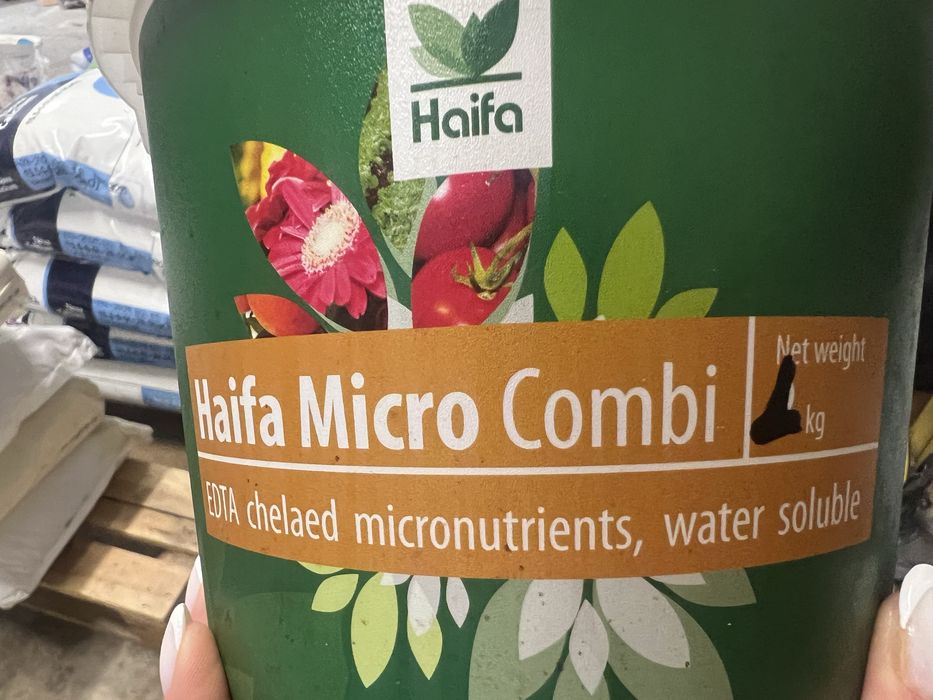 Haifa
Haifa Micro Combi
Net weight
kg
EDTA chelaed micronutrients, water soluble